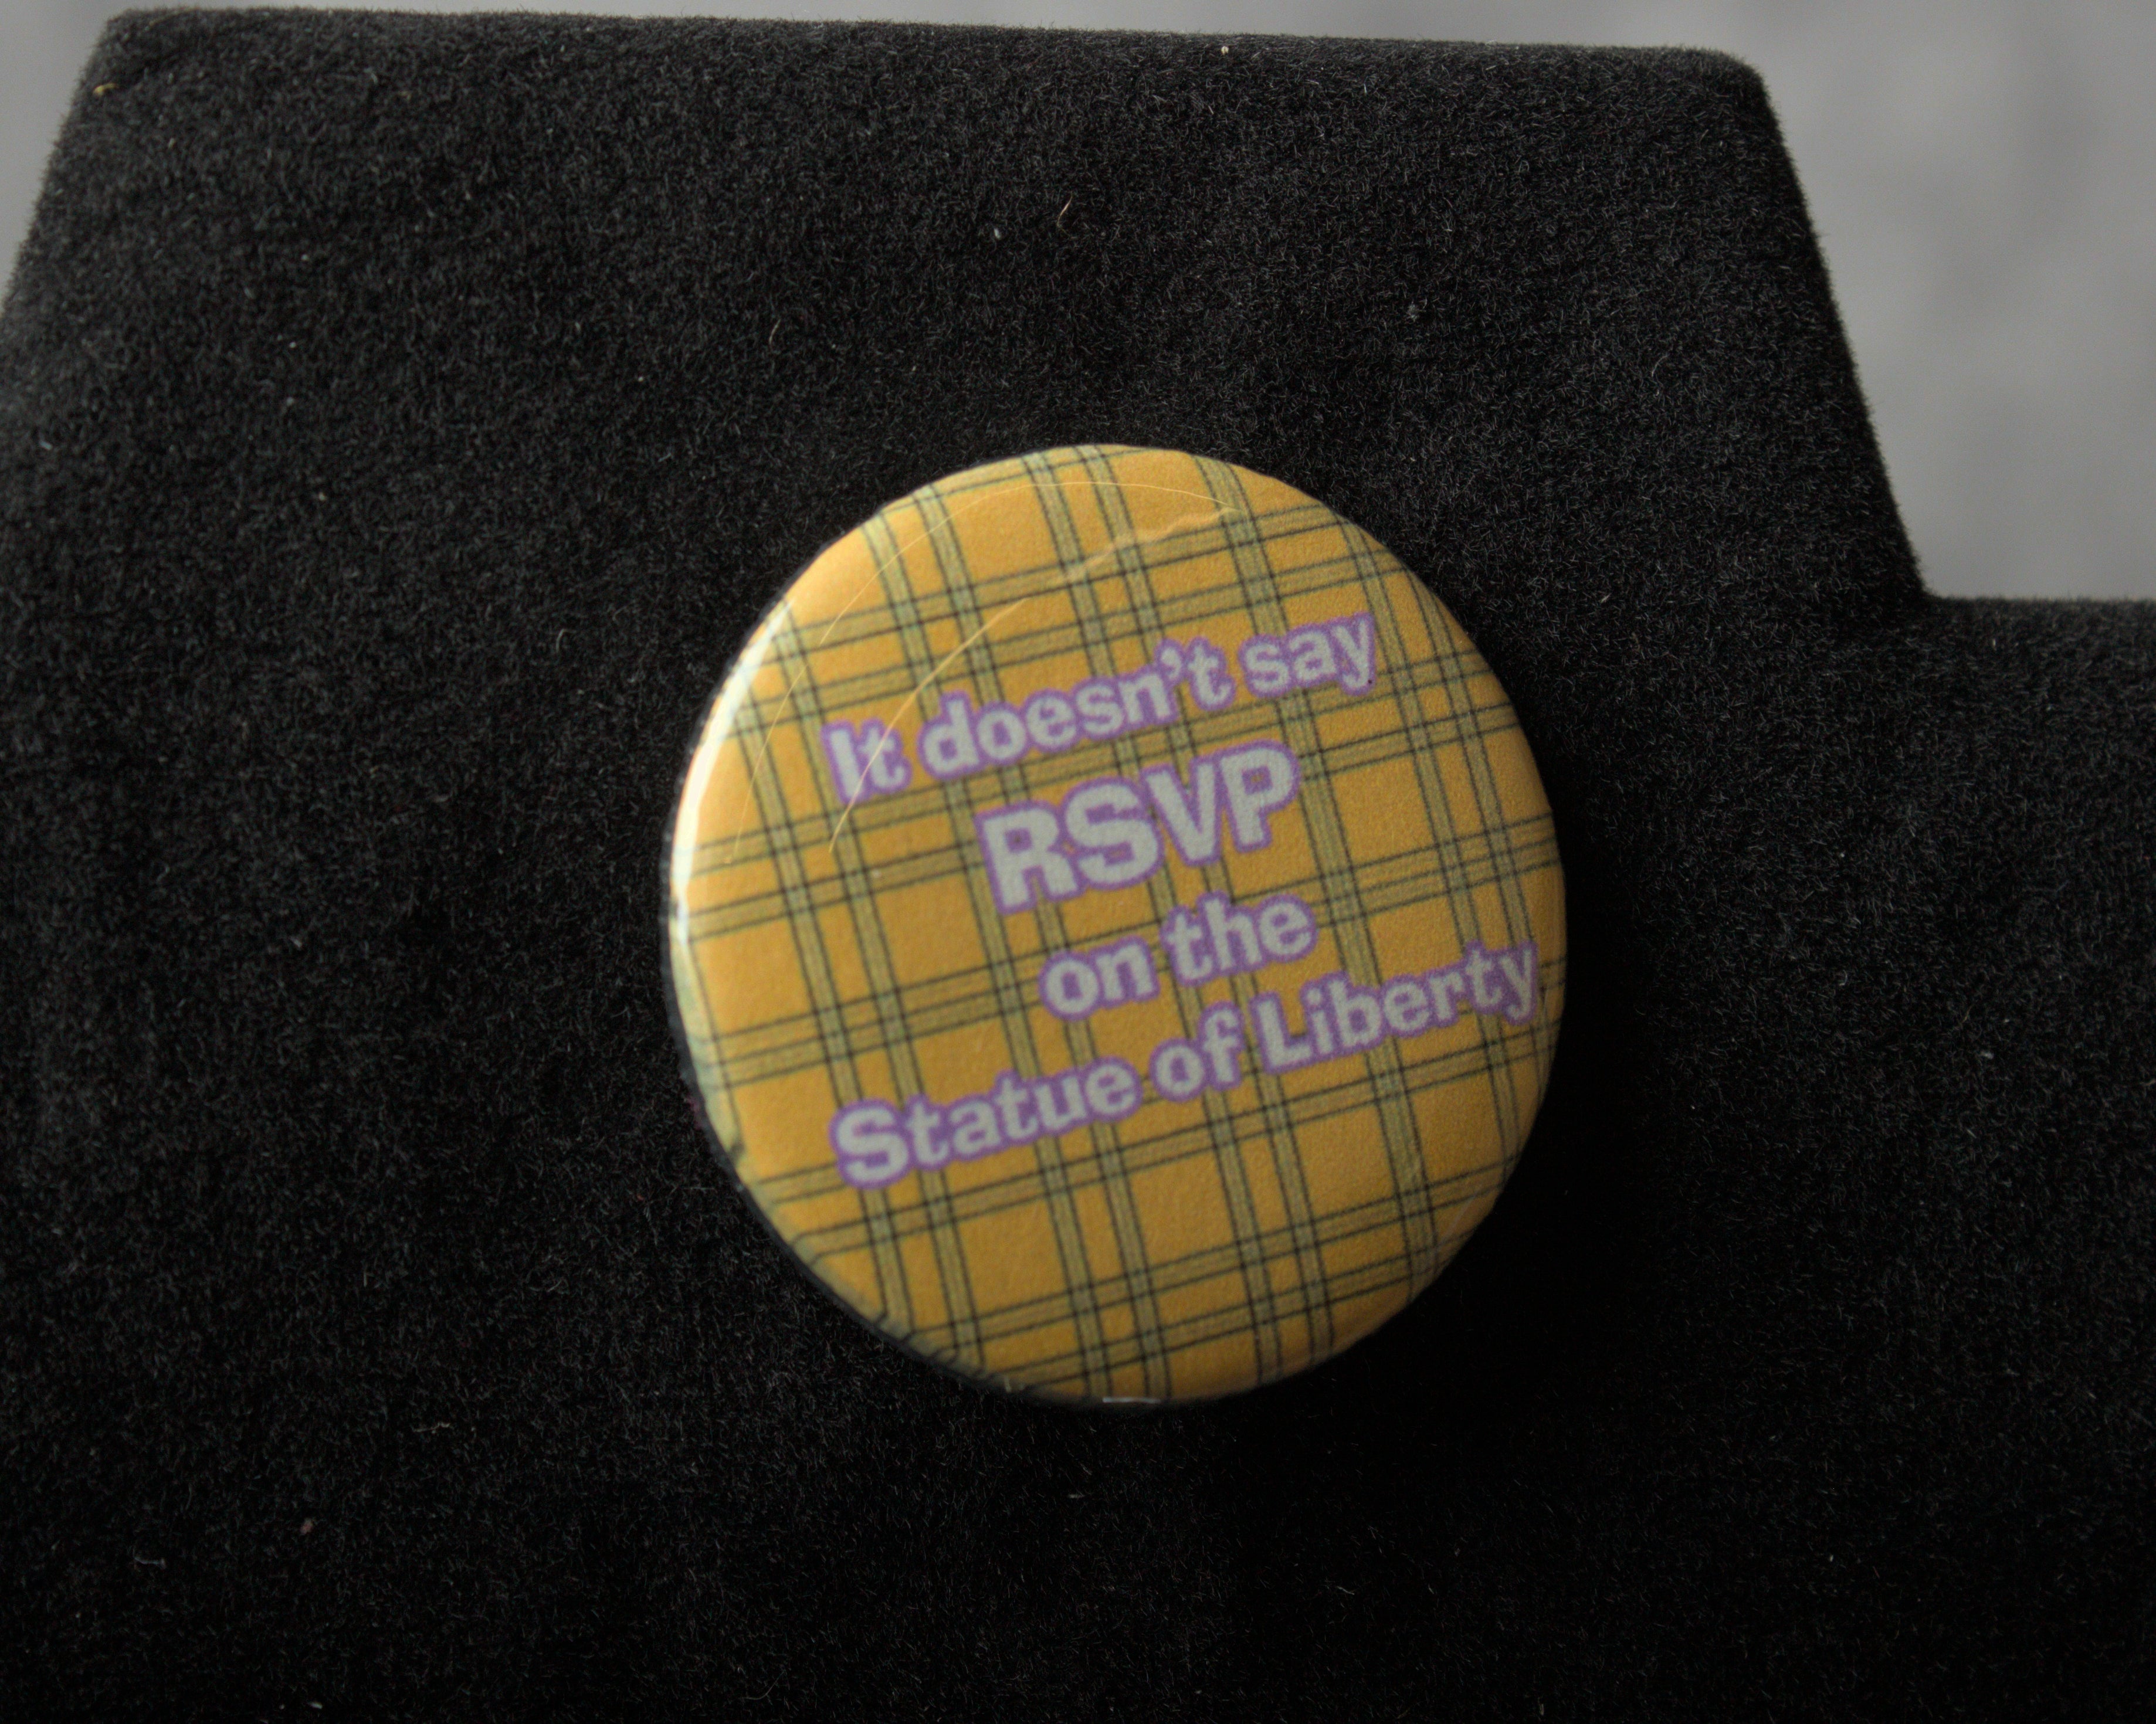 It doesn't say
RSVP
on the
Statue of Liberty